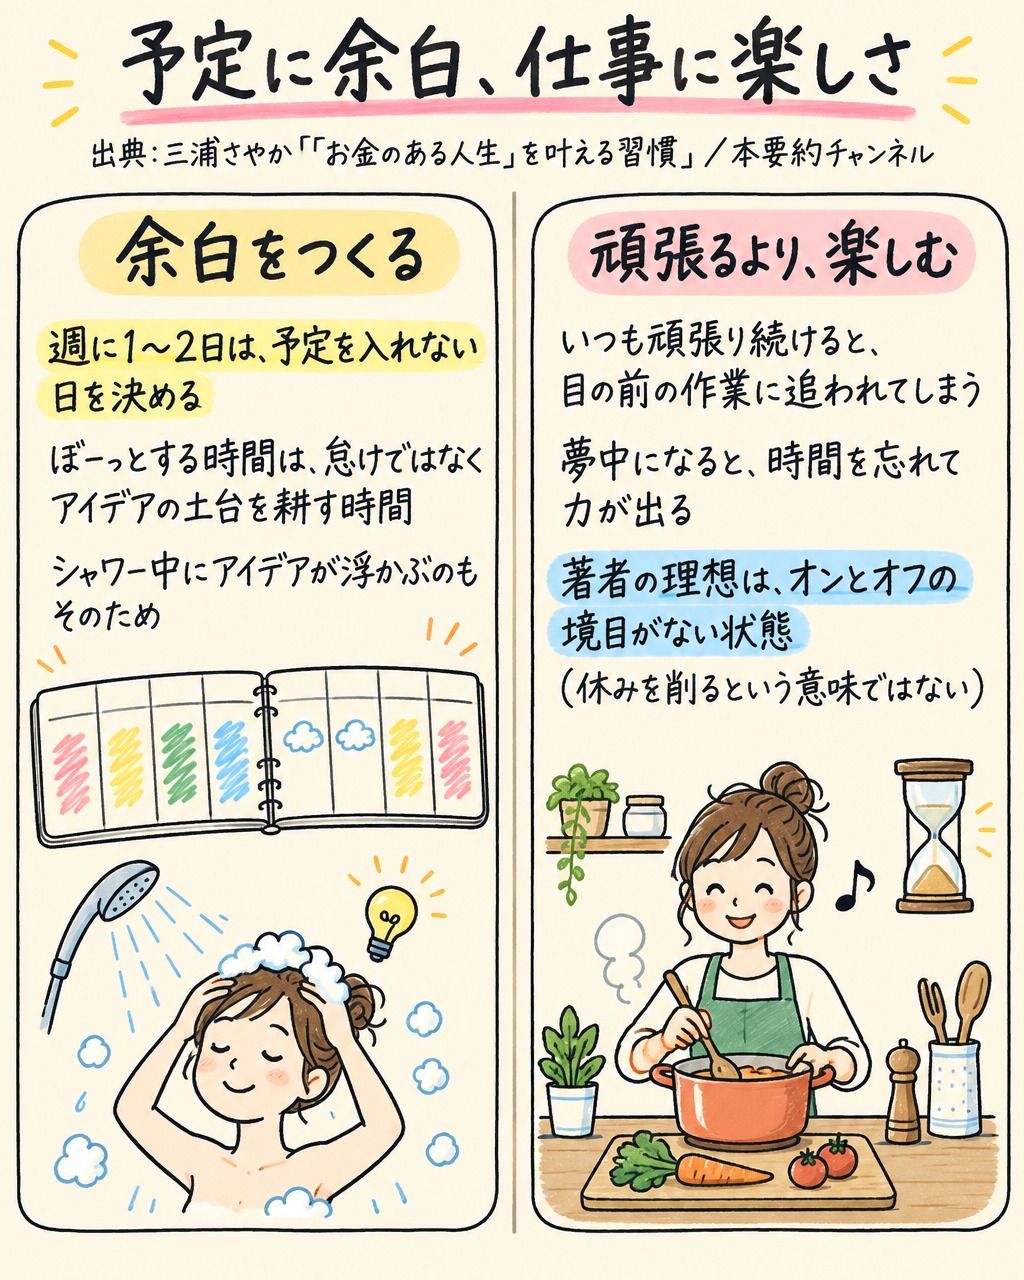 予定に余白、仕事に楽しさ
出典：三浦さやか「「お金のある人生」を叶える習慣」／本要約チャンネル
余白をつくる
週に1〜2日は、予定を入れない
日を決める
ぼーっとする時間は、怠けではなく
アイデアの土台を耕す時間
シャワー中にアイデアが浮かぶのも
そのため
頑張るより、楽しむ
いつも頑張り続けると、
目の前の作業に追われてしまう
夢中になると、時間を忘れて
力が出る
著者の理想は、オンとオフの
境目がない状態
（休みを削るという意味ではない）